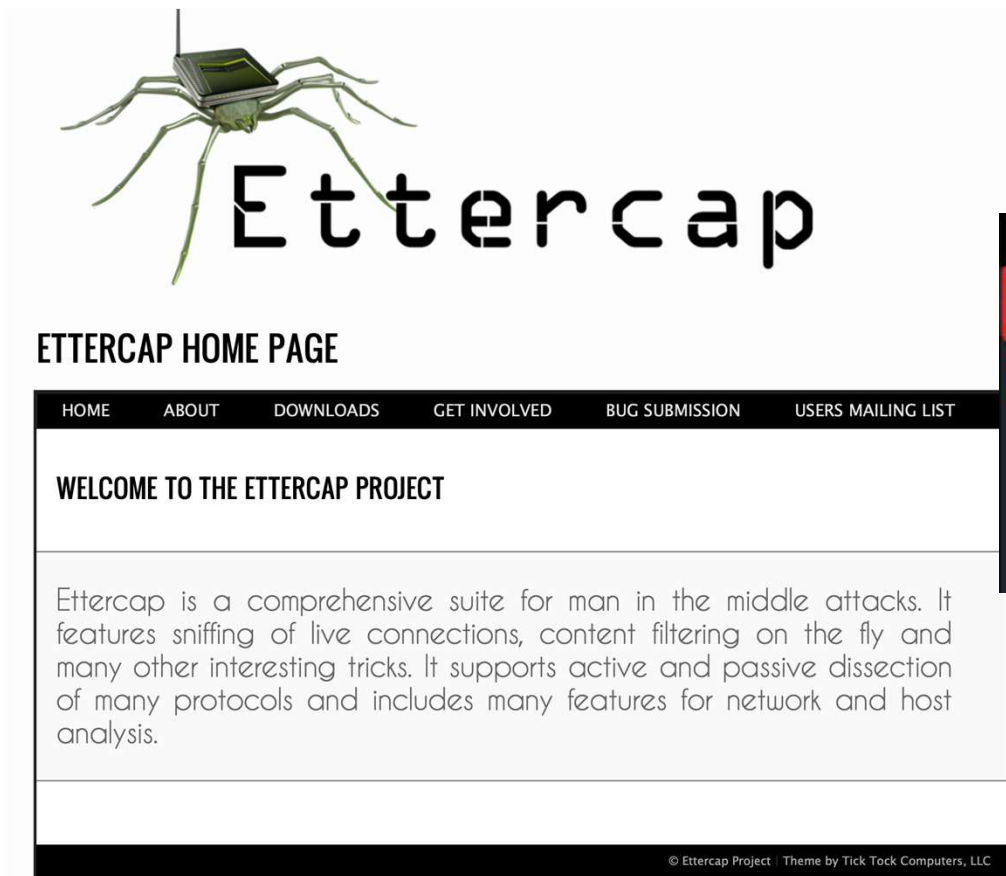 Ettercap
ETTERCAP HOME PAGE
HOME ABOUT DOWNLOADS GET INVOLVED BUG SUBMISSION USERS MAILING LIST
WELCOME TO THE ETTERCAP PROJECT
Ettercap is a comprehensive suite for man in the middle attacks. It
features sniffing of live connections, content filtering on the fly and
many other interesting tricks. It supports active and passive dissection
of many protocols and includes many features for network and host
analysis.
© Ettercap Project | Theme by Tick Tock Computers, LLC